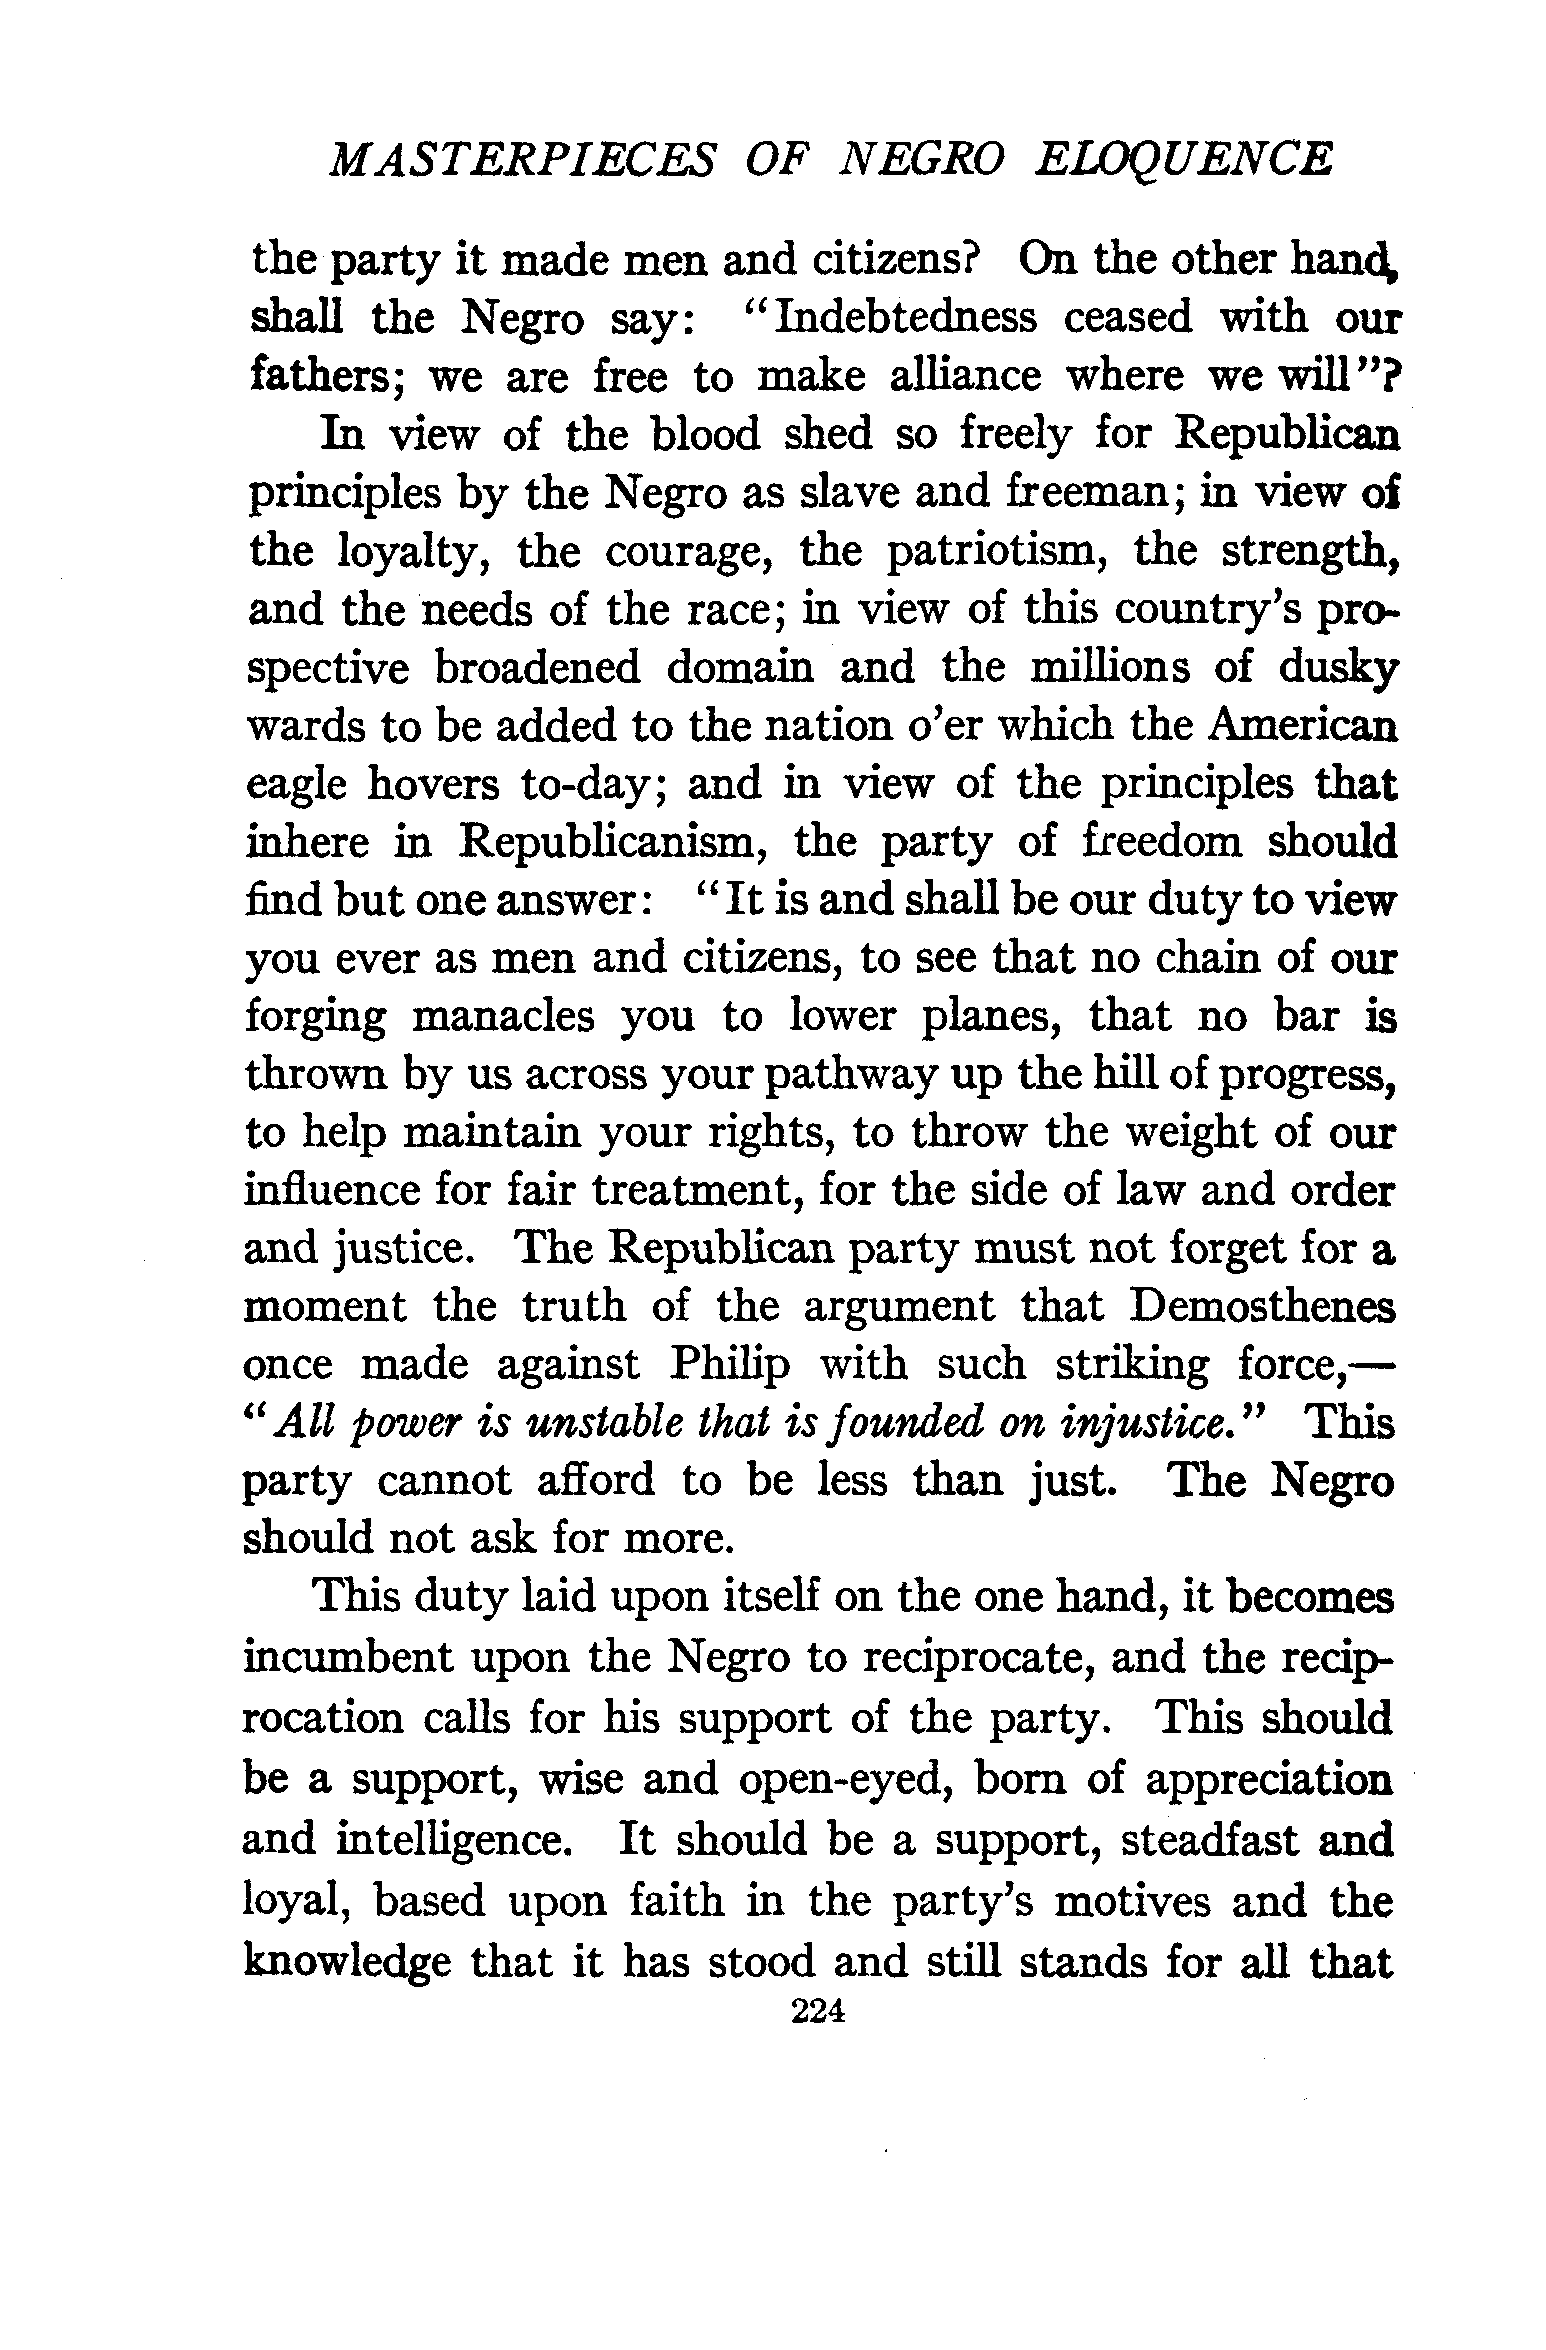 MASTERPIECES OF NEGRO ELOQUENCE
the party it made men and citizens? On the other hand,
shall the Negro say: "Indebtedness ceased with our
fathers; we are free to make alliance where we will"?
In view of the blood shed so freely for Republican
principles by the Negro as slave and freeman; in view of
the loyalty, the courage, the patriotism, the strength,
and the needs of the race; in view of this country's pro-
spective broadened domain and the millions of dusky
wards to be added to the nation o'er which the American
eagle hovers to-day; and in view of the principles that
inhere in Republicanism, the party of freedom should
find but one answer: "It is and shall be our duty to view
you ever as men and citizens, to see that no chain of our
forging manacles you to lower planes, that no bar is
thrown by us across your pathway up the hill of progress,
to help maintain your rights, to throw the weight of our
influence for fair treatment, for the side of law and order
and justice. The Republican party must not forget for a
moment the truth of the argument that Demosthenes
once made against Philip with such striking force,—
"All power is unstable that is founded on injustice." This
party cannot afford to be less than just. The Negro
should not ask for more.
This duty laid upon itself on the one hand, it becomes
incumbent upon the Negro to reciprocate, and the recip-
rocation calls for his support of the party. This should
be a support, wise and open-eyed, born of appreciation
and intelligence. It should be a support, steadfast and
loyal, based upon faith in the party's motives and the
knowledge that it has stood and still stands for all that
224